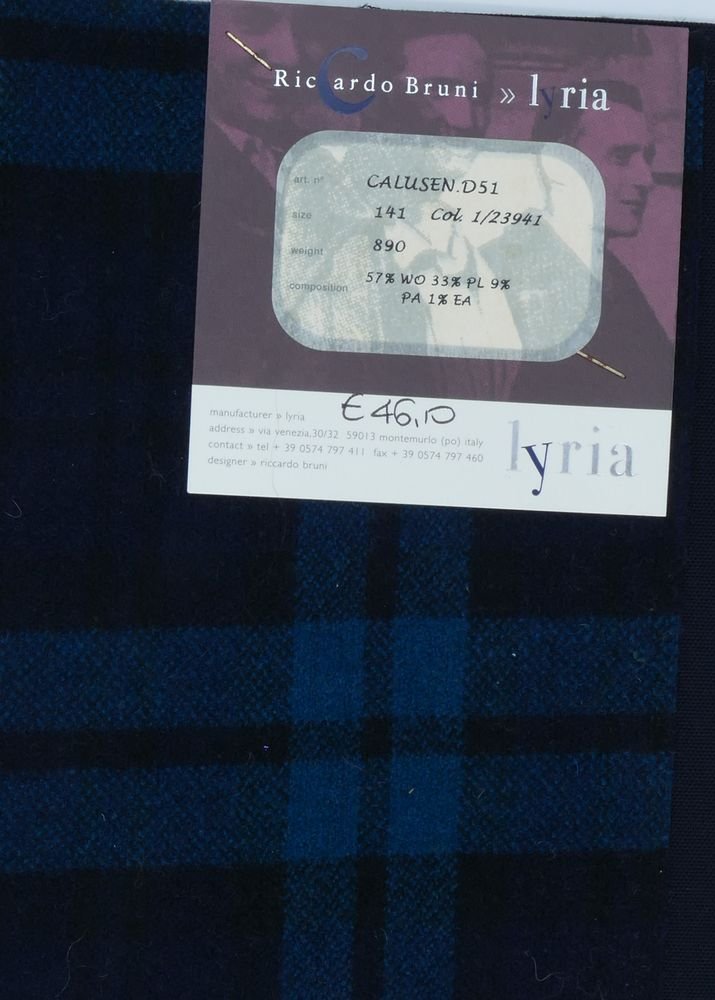 Riccardo Bruni » lyria
art. n° CALUSEN.D51
size 141 Col. 1/23941
weight 890
composition 57% WO 33% PL 9%
PA 1% EA
€ 46,10
manufacturer » lyria
address » via venezia,30/32 59013 montemurlo (po) italy
contact » tel + 39 0574 797 411 fax + 39 0574 797 460
designer » riccardo bruni
lyria